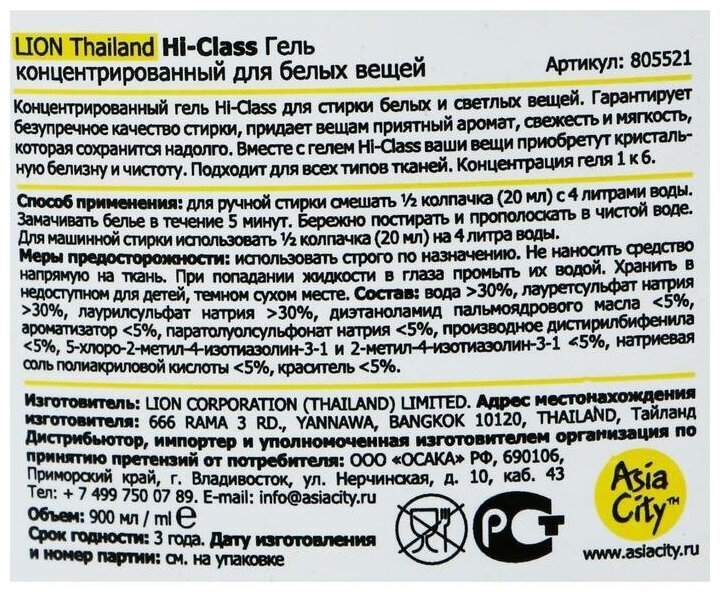 LION Thailand Hi-Class Гель
концентрированный для белых вещей
Артикул: 805521
Концентрированный гель Hi-Class для стирки белых и светлых вещей. Гарантирует
безупречное качество стирки, придает вещам приятный аромат, свежесть и мягкость,
которая сохранится надолго. Вместе с гелем Hi-Class ваши вещи приобретут кристаль-
ную белизну и чистоту. Подходит для всех типов тканей. Концентрация геля 1 к 6.
Способ применения: для ручной стирки смешать ½ колпачка (20 мл) с 4 литрами воды.
Замачивать белье в течение 5 минут. Бережно постирать и прополоскать в чистой воде.
Для машинной стирки использовать ½ колпачка (20 мл) на 4 литра воды.
Меры предосторожности: использовать строго по назначению. Не наносить средство
напрямую на ткань. При попадании жидкости в глаза промыть их водой. Хранить в
недоступном для детей, темном сухом месте. Состав: вода >30%, лауретсульфат натрия
>30%, лаурилсульфат натрия >30%, диэтаноламид пальмоядрового масла <5%,
ароматизатор <5%, паратолуолсульфонат натрия <5%, производное дистирилбифенила
<5%, 5-хлоро-2-метил-4-изотиазолин-3-1 и 2-метил-4-изотиазолин-3-1 <5%, натриевая
соль полиакриловой кислоты <5%, краситель <5%.
Изготовитель: LION CORPORATION (THAILAND) LIMITED. Адрес местонахождения
изготовителя: 666 RAMA 3 RD., YANNAWA, BANGKOK 10120, THAILAND, Тайланд
Дистрибьютор, импортер и уполномоченная изготовителем организация по
принятию претензий от потребителя: ООО «ОСАКА» РФ, 690106,
Приморский край, г. Владивосток, ул. Нерчинская, д. 10, каб. 43
Тел: + 7 499 750 07 89. E-mail: info@asiacity.ru
Объем: 900 мл / ml ℮
Срок годности: 3 года. Дату изготовления
и номер партии: см. на упаковке
РСТ
Asia
City™
www.asiacity.ru